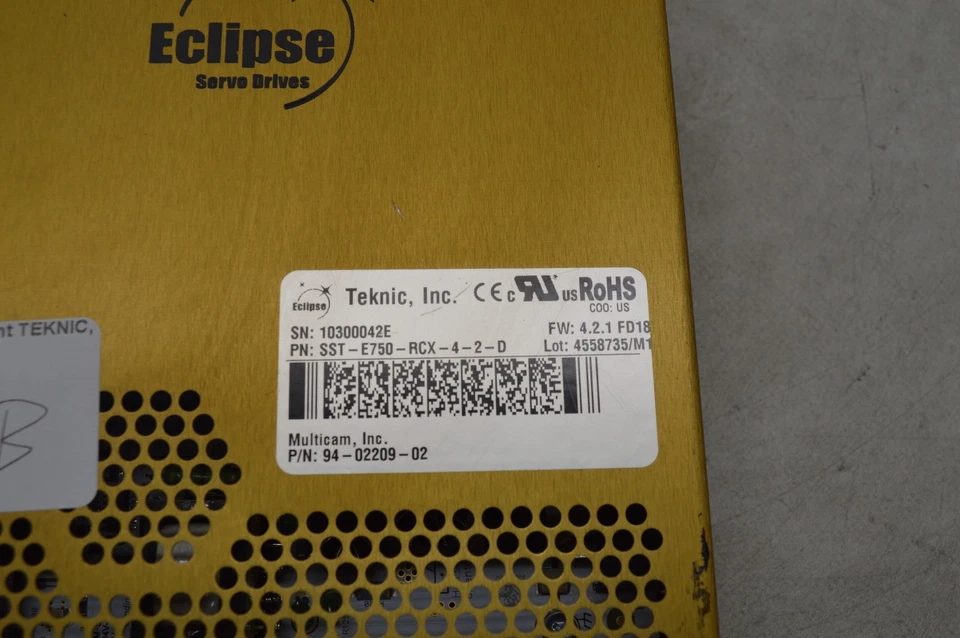 Eclipse
Servo Drives
Eclipse
Teknic, Inc.
CE c RU US RoHS
COO: US
SN: 10300042E
FW: 4.2.1 FD18
PN: SST-E750-RCX-4-2-D
Lot: 4558735/M1
Multicam, Inc.
P/N: 94-02209-02
nt TEKNIC,
B